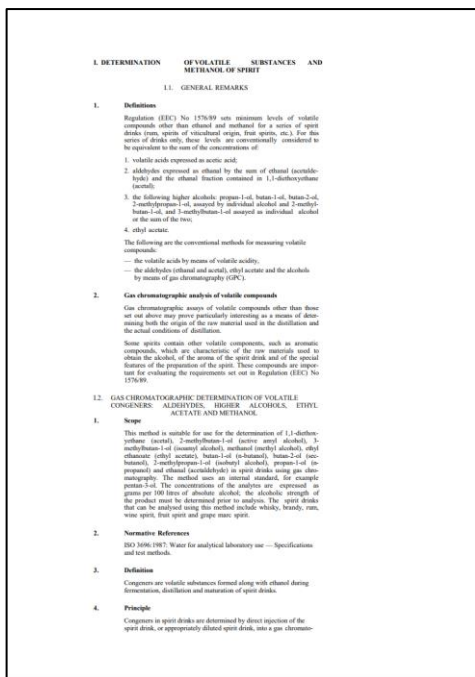 I. DETERMINATION OF VOLATILE SUBSTANCES AND
METHANOL OF SPIRIT
I.1. GENERAL REMARKS
1. Definitions
Regulation (EEC) No 1576/89 sets minimum levels of volatile
compounds other than ethanol and methanol for a series of spirit
drinks (rum, spirits of viticultural origin, fruit spirits, etc.). For this
series of drinks only, these levels are conventionally considered to
be equivalent to the sum of the concentrations of:
1. volatile acids expressed as acetic acid;
2. aldehydes expressed as ethanal by the sum of ethanal (acetalde-
hyde) and the ethanal fraction contained in 1,1-diethoxyethane
(acetal);
3. the following higher alcohols: propan-1-ol, butan-1-ol, butan-2-ol,
2-methylpropan-1-ol, assayed by individual alcohol and 2-methyl-
butan-1-ol, and 3-methylbutan-1-ol assayed as individual alcohol
or the sum of the two;
4. ethyl acetate.
The following are the conventional methods for measuring volatile
compounds:
— the volatile acids by means of volatile acidity,
— the aldehydes (ethanal and acetal), ethyl acetate and the alcohols
by means of gas chromatography (GPC).
2. Gas chromatographic analysis of volatile compounds
Gas chromatographic assays of volatile compounds other than those
set out above may prove particularly interesting as a means of deter-
mining both the origin of the raw material used in the distillation and
the actual conditions of distillation.
Some spirits contain other volatile components, such as aromatic
compounds, which are characteristic of the raw materials used to
obtain the alcohol, of the aroma of the spirit drink and of the special
features of the preparation of the spirit. These compounds are impor-
tant for evaluating the requirements set out in Regulation (EEC) No
1576/89.
I.2. GAS CHROMATOGRAPHIC DETERMINATION OF VOLATILE
CONGENERS: ALDEHYDES, HIGHER ALCOHOLS, ETHYL
ACETATE AND METHANOL
1. Scope
This method is suitable for use for the determination of 1,1-diethox-
yethane (acetal), 2-methylbutan-1-ol (active amyl alcohol), 3-
methylbutan-1-ol (isoamyl alcohol), methanol (methyl alcohol), ethyl
ethanoate (ethyl acetate), butan-1-ol (n-butanol), butan-2-ol (sec-
butanol), 2-methylpropan-1-ol (isobutyl alcohol), propan-1-ol (n-
propanol) and ethanal (acetaldehyde) in spirit drinks using gas chro-
matography. The method uses an internal standard, for example
pentan-3-ol. The concentrations of the analytes are expressed as
grams per 100 litres of absolute alcohol; the alcoholic strength of
the product must be determined prior to analysis. The spirit drinks
that can be analysed using this method include whisky, brandy, rum,
wine spirit, fruit spirit and grape marc spirit.
2. Normative References
ISO 3696:1987: Water for analytical laboratory use — Specifications
and test methods.
3. Definition
Congeners are volatile substances formed along with ethanol during
fermentation, distillation and maturation of spirit drinks.
4. Principle
Congeners in spirit drinks are determined by direct injection of the
spirit drink, or appropriately diluted spirit drink, into a gas chromato-